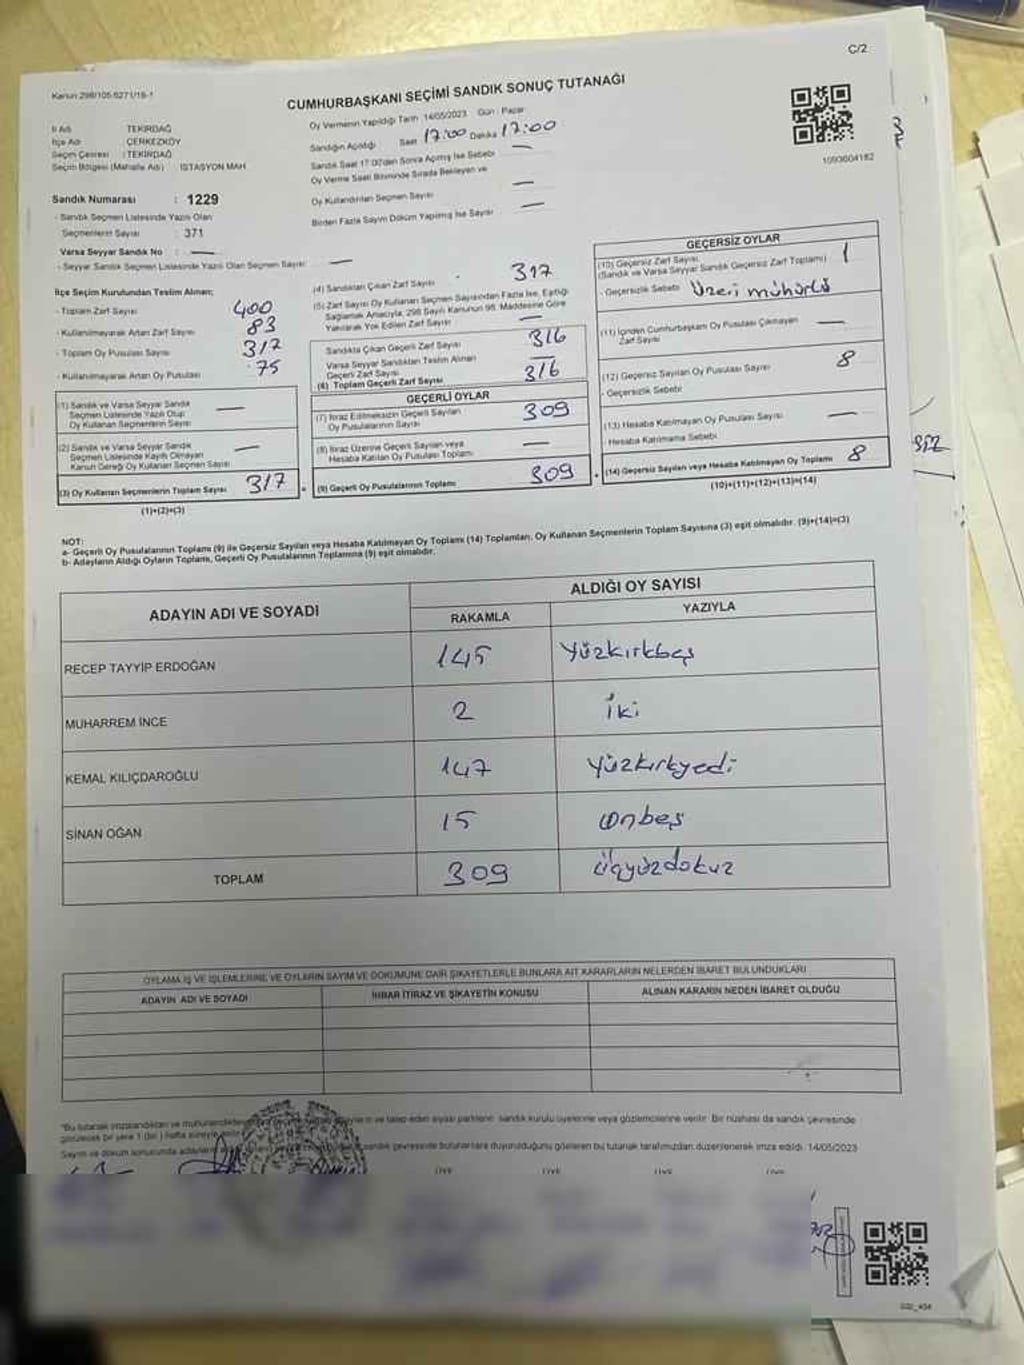 C/2
Kanun 298/105 6271/18-1
CUMHURBAŞKANI SEÇİMİ SANDIK SONUÇ TUTANAĞI
İl Adı : TEKİRDAĞ
İlçe Adı : ÇERKEZKÖY
Seçim Çevresi : TEKİRDAĞ
Seçim Bölgesi (Mahalle Adı) : İSTASYON MAH
Sandık Numarası : 1229
- Sandık Seçmen Listesinde Yazılı Olan
Seçmenlerin Sayısı : 371
Varsa Seyyar Sandık No : —
- Seyyar Sandık Seçmen Listesinde Yazılı Olan Seçmen Sayısı: —
Oy Vermenin Yapıldığı Tarih 14/05/2023 Gün : Pazar
Sandığın Açıldığı Saat 17:00 Dakika 17:00
Sandık Saat 17:00'den Sonra Açılmış İse Sebebi —
Oy Verme Saati Bitiminde Sırada Bekleyen ve
Oy Kullandırılan Seçmen Sayısı —
Birden Fazla Sayım Döküm Yapılmış İse Sayısı —
1093604182
İlçe Seçim Kurulundan Teslim Alınan;
- Toplam Zarf Sayısı 400
- Kullanılmayarak Artan Zarf Sayısı 83
- Toplam Oy Pusulası Sayısı 317
- Kullanılmayarak Artan Oy Pusulası 75
(1) Sandık ve Varsa Seyyar Sandık
Seçmen Listesinde Yazılı Olup
Oy Kullanan Seçmenlerin Sayısı —
(2) Sandık ve Varsa Seyyar Sandık
Seçmen Listesinde Kayıtlı Olmayan
Kanun Gereği Oy Kullanan Seçmen Sayısı —
(3) Oy Kullanan Seçmenlerin Toplam Sayısı 317
(1)+(2)=(3)
(4) Sandıktan Çıkan Zarf Sayısı 317
(5) Zarf Sayısı Oy Kullanan Seçmen Sayısından Fazla İse, Eşitliği
Sağlamak Amacıyla, 298 Sayılı Kanunun 98. Maddesine Göre
Yakılarak Yok Edilen Zarf Sayısı —
Sandıkta Çıkan Geçerli Zarf Sayısı 316
Varsa Seyyar Sandıktan Teslim Alınan
Geçerli Zarf Sayısı —
(6) Toplam Geçerli Zarf Sayısı 316
GEÇERLİ OYLAR
(7) İtiraz Edilmeksizin Geçerli Sayılan
Oy Pusulalarının Sayısı 309
(8) İtiraz Üzerine Geçerli Sayılan veya
Hesaba Katılan Oy Pusulası Toplamı —
(9) Geçerli Oy Pusulalarının Toplamı 309
GEÇERSİZ OYLAR
(10) Geçersiz Zarf Sayısı
(Sandık ve Varsa Seyyar Sandık Geçersiz Zarf Toplamı) 1
- Geçersizlik Sebebi Üzeri mühürlü
(11) İçinden Cumhurbaşkanı Oy Pusulası Çıkmayan
Zarf Sayısı —
(12) Geçersiz Sayılan Oy Pusulası Sayısı 8
- Geçersizlik Sebebi
(13) Hesaba Katılmayan Oy Pusulası Sayısı —
- Hesaba Katılmama Sebebi
(14) Geçersiz Sayılan veya Hesaba Katılmayan Oy Toplamı 8
(10)+(11)+(12)+(13)=(14)
NOT:
a- Geçerli Oy Pusulalarının Toplamı (9) ile Geçersiz Sayılan veya Hesaba Katılmayan Oy Toplamı (14) Toplamları, Oy Kullanan Seçmenlerin Toplam Sayısına (3) eşit olmalıdır. (9)+(14)=(3)
b- Adayların Aldığı Oyların Toplamı, Geçerli Oy Pusulalarının Toplamına (9) eşit olmalıdır.
ADAYIN ADI VE SOYADI
ALDIĞI OY SAYISI
RAKAMLA YAZIYLA
RECEP TAYYİP ERDOĞAN 145 yüzkırkbeş
MUHARREM İNCE 2 iki
KEMAL KILIÇDAROĞLU 147 yüzkırkyedi
SİNAN OĞAN 15 onbeş
TOPLAM 309 üçyüzdokuz
OYLAMA İŞ VE İŞLEMLERİNE VE OYLARIN SAYIM VE DÖKÜMÜNE DAİR ŞİKAYETLERLE BUNLARA AİT KARARLARIN NELERDEN İBARET BULUNDUKLARI
ADAYIN ADI VE SOYADI İHBAR İTİRAZ VE ŞİKAYETİN KONUSU ALINAN KARARIN NEDEN İBARET OLDUĞU
"Bu tutanak imzalandıktan ve mühürlendikten ve talep eden siyasi partilerin sandık kurulu üyelerine veya gözlemcilerine verilir. Bir nüshası da sandık çevresinde
görülecek bir yere 1 (bir) hafta süreyle
Sayım ve döküm sonucunda adayların sandık çevresinde bulunanlara duyurulduğunu gösteren bu tutanak tarafımızdan düzenlenerek imza edildi. 14/05/2023
ÜYE ÜYE ÜYE ÜYE